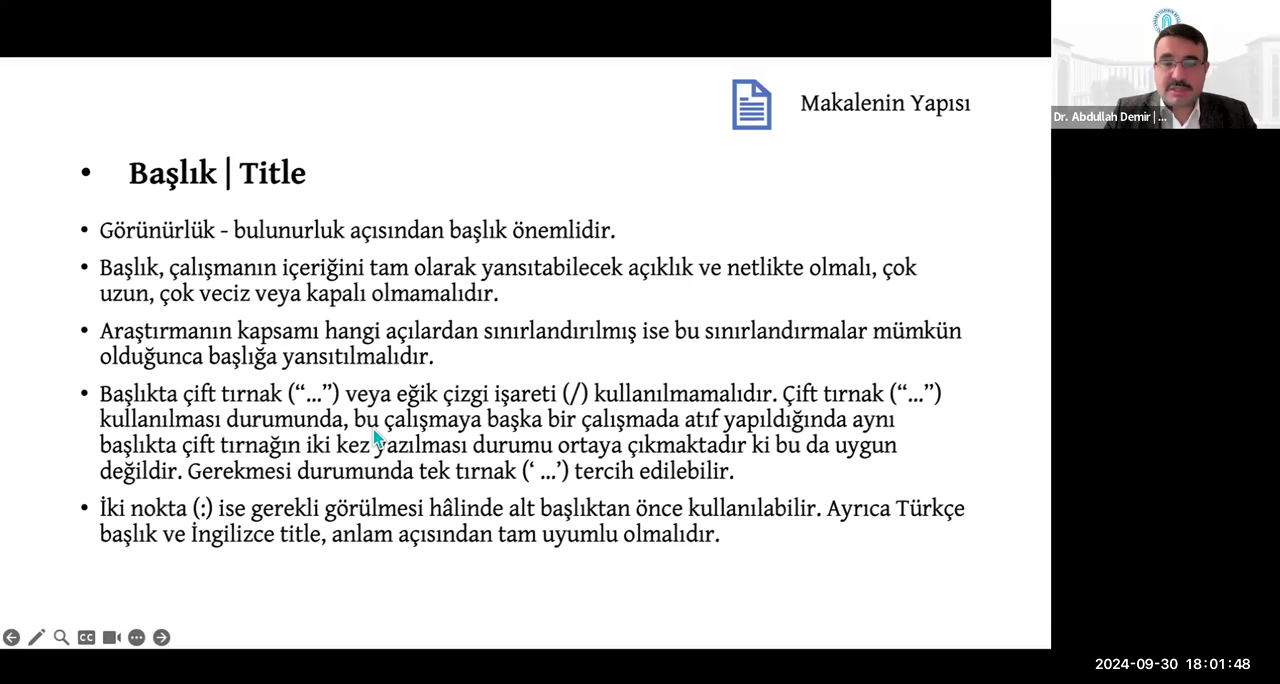 Makalenin Yapısı
• Başlık | Title
• Görünürlük - bulunurluk açısından başlık önemlidir.
• Başlık, çalışmanın içeriğini tam olarak yansıtabilecek açıklık ve netlikte olmalı, çok
uzun, çok veciz veya kapalı olmamalıdır.
• Araştırmanın kapsamı hangi açılardan sınırlandırılmış ise bu sınırlandırmalar mümkün
olduğunca başlığa yansıtılmalıdır.
• Başlıkta çift tırnak (“...”) veya eğik çizgi işareti (/) kullanılmamalıdır. Çift tırnak (“...”)
kullanılması durumunda, bu çalışmaya başka bir çalışmada atıf yapıldığında aynı
başlıkta çift tırnağın iki kez yazılması durumu ortaya çıkmaktadır ki bu da uygun
değildir. Gerekmesi durumunda tek tırnak (‘ ...’) tercih edilebilir.
• İki nokta (:) ise gerekli görülmesi hâlinde alt başlıktan önce kullanılabilir. Ayrıca Türkçe
başlık ve İngilizce title, anlam açısından tam uyumlu olmalıdır.
CC
Dr. Abdullah Demir | ...
2024-09-30 18:01:48